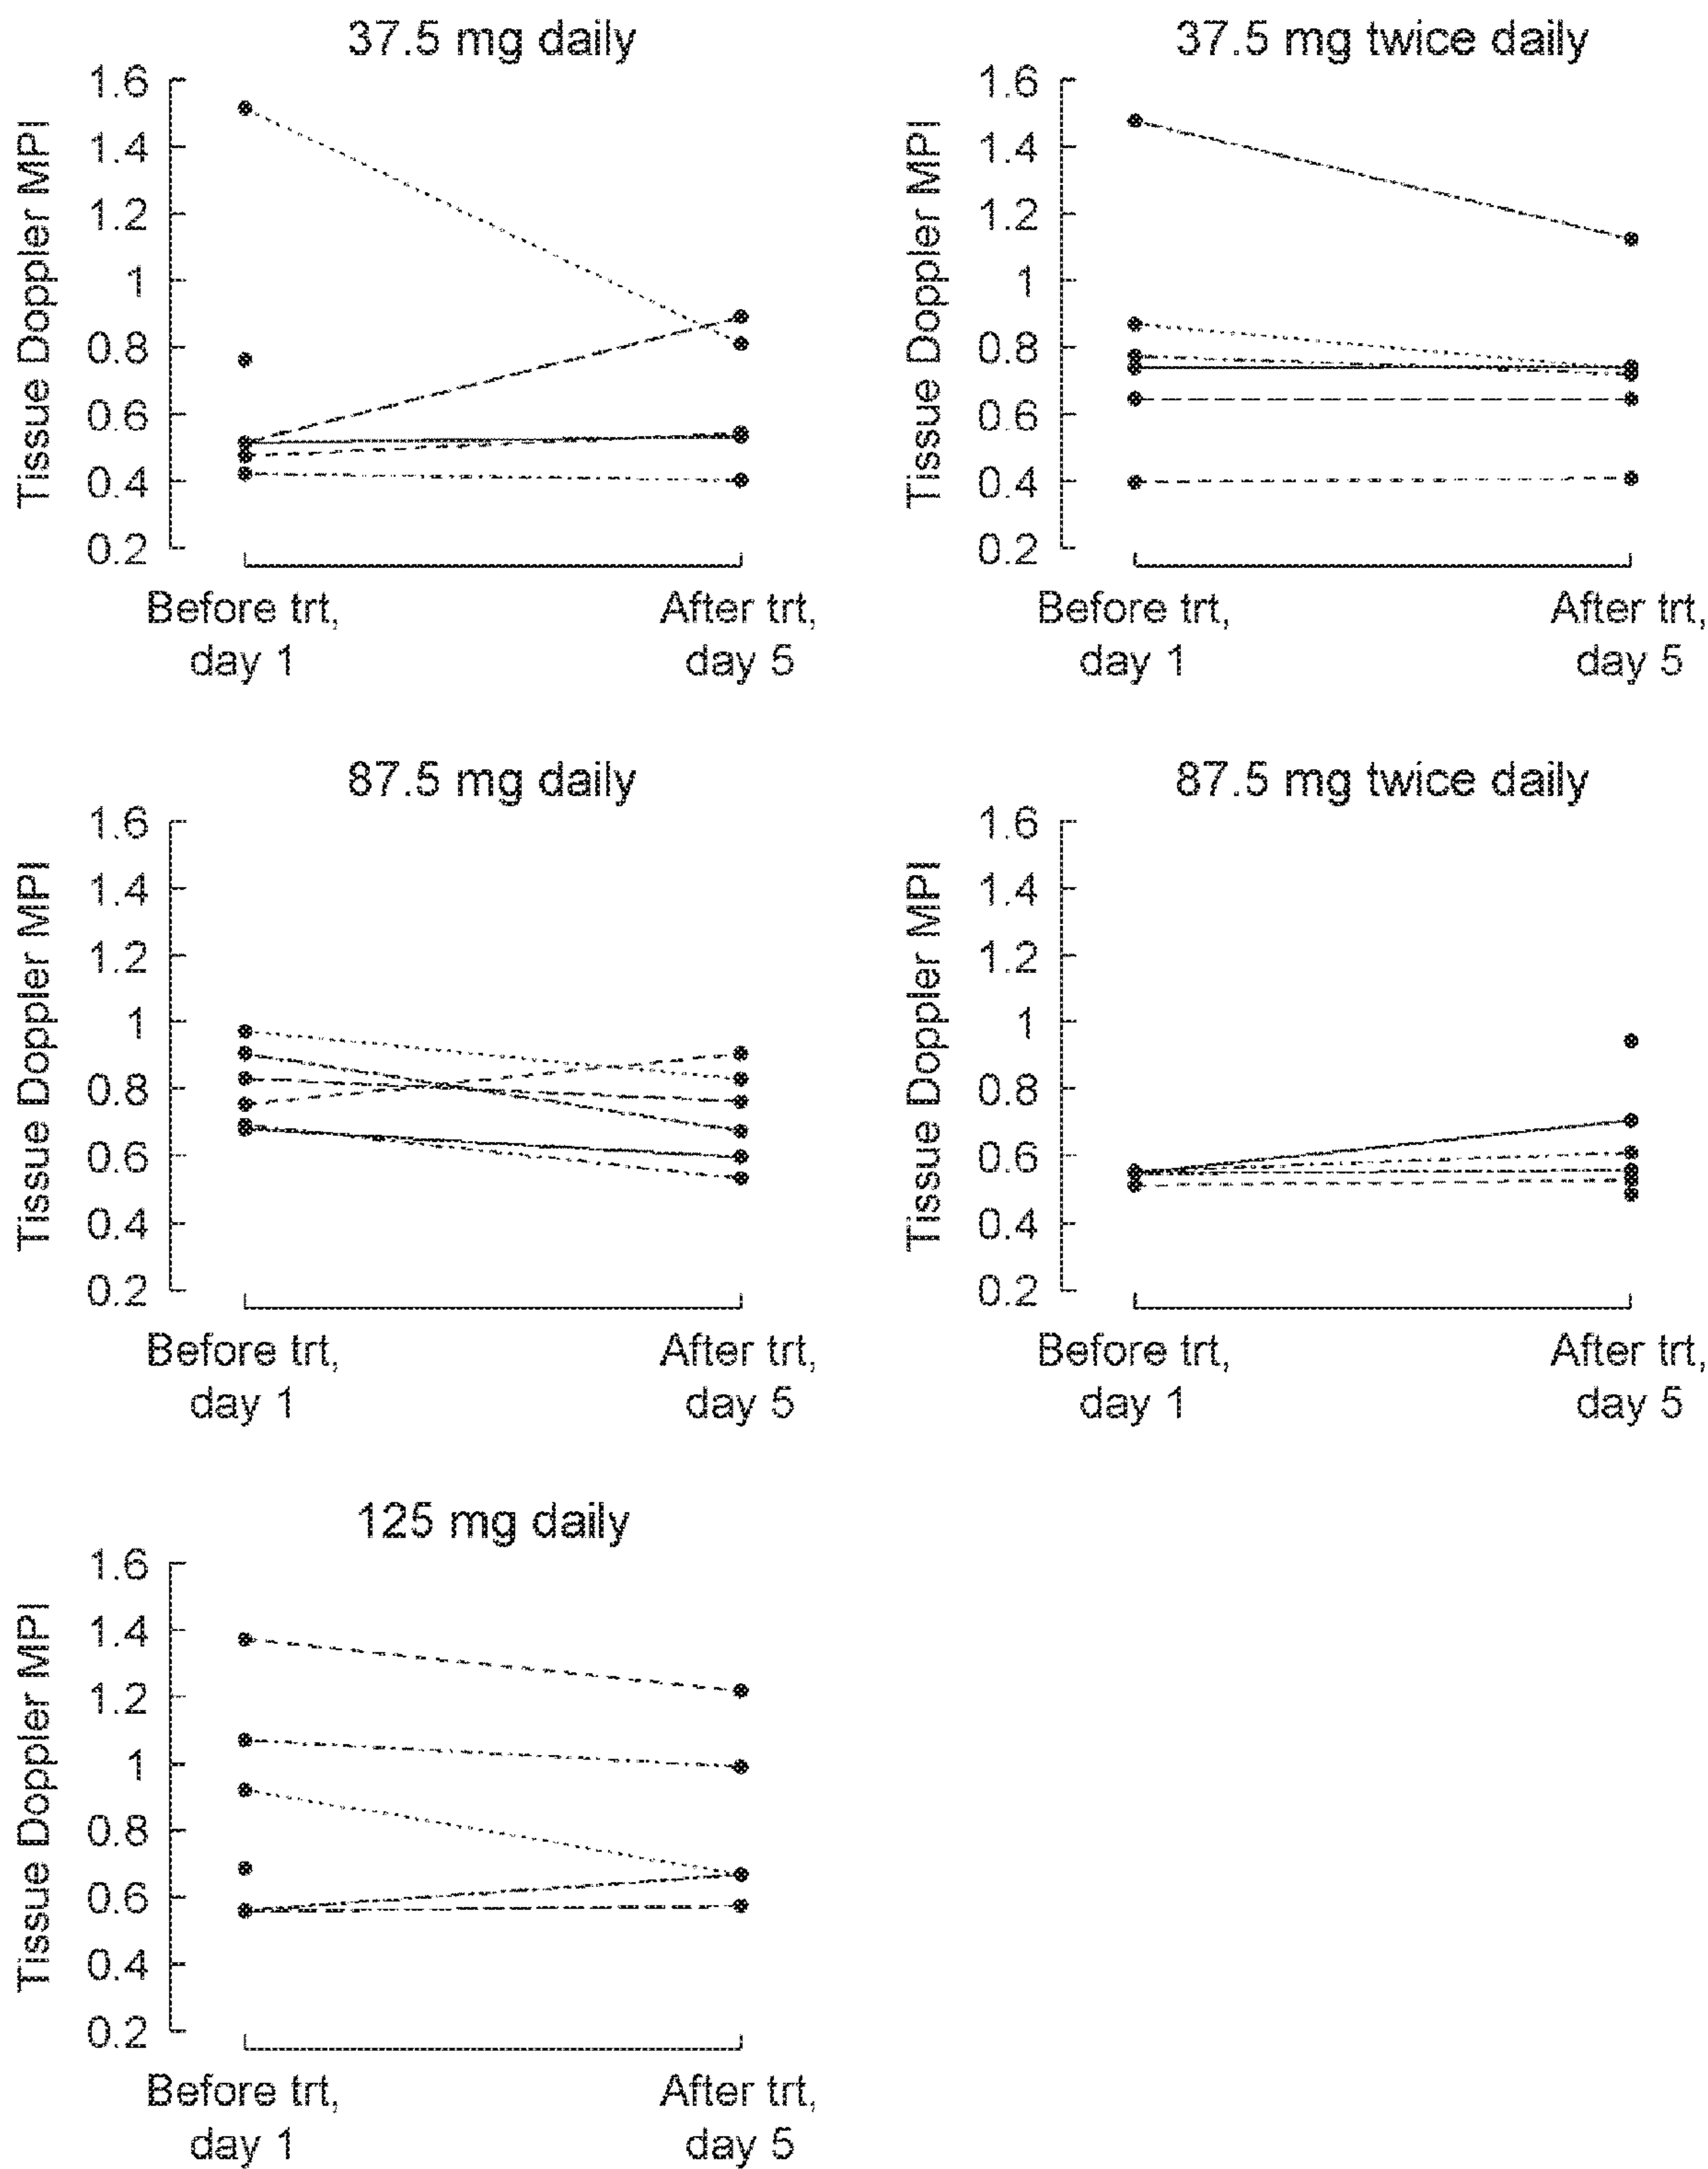 37.5 mg daily
Tissue Doppler MPI
1.6
1.4
1.2
1
0.8
0.6
0.4
0.2
Before trt,
day 1
After trt,
day 5
37.5 mg twice daily
Tissue Doppler MPI
1.6
1.4
1.2
1
0.8
0.6
0.4
0.2
Before trt,
day 1
After trt,
day 5
87.5 mg daily
Tissue Doppler MPI
1.6
1.4
1.2
1
0.8
0.6
0.4
0.2
Before trt,
day 1
After trt,
day 5
87.5 mg twice daily
Tissue Doppler MPI
1.6
1.4
1.2
1
0.8
0.6
0.4
0.2
Before trt,
day 1
After trt,
day 5
125 mg daily
Tissue Doppler MPI
1.6
1.4
1.2
1
0.8
0.6
0.4
0.2
Before trt,
day 1
After trt,
day 5